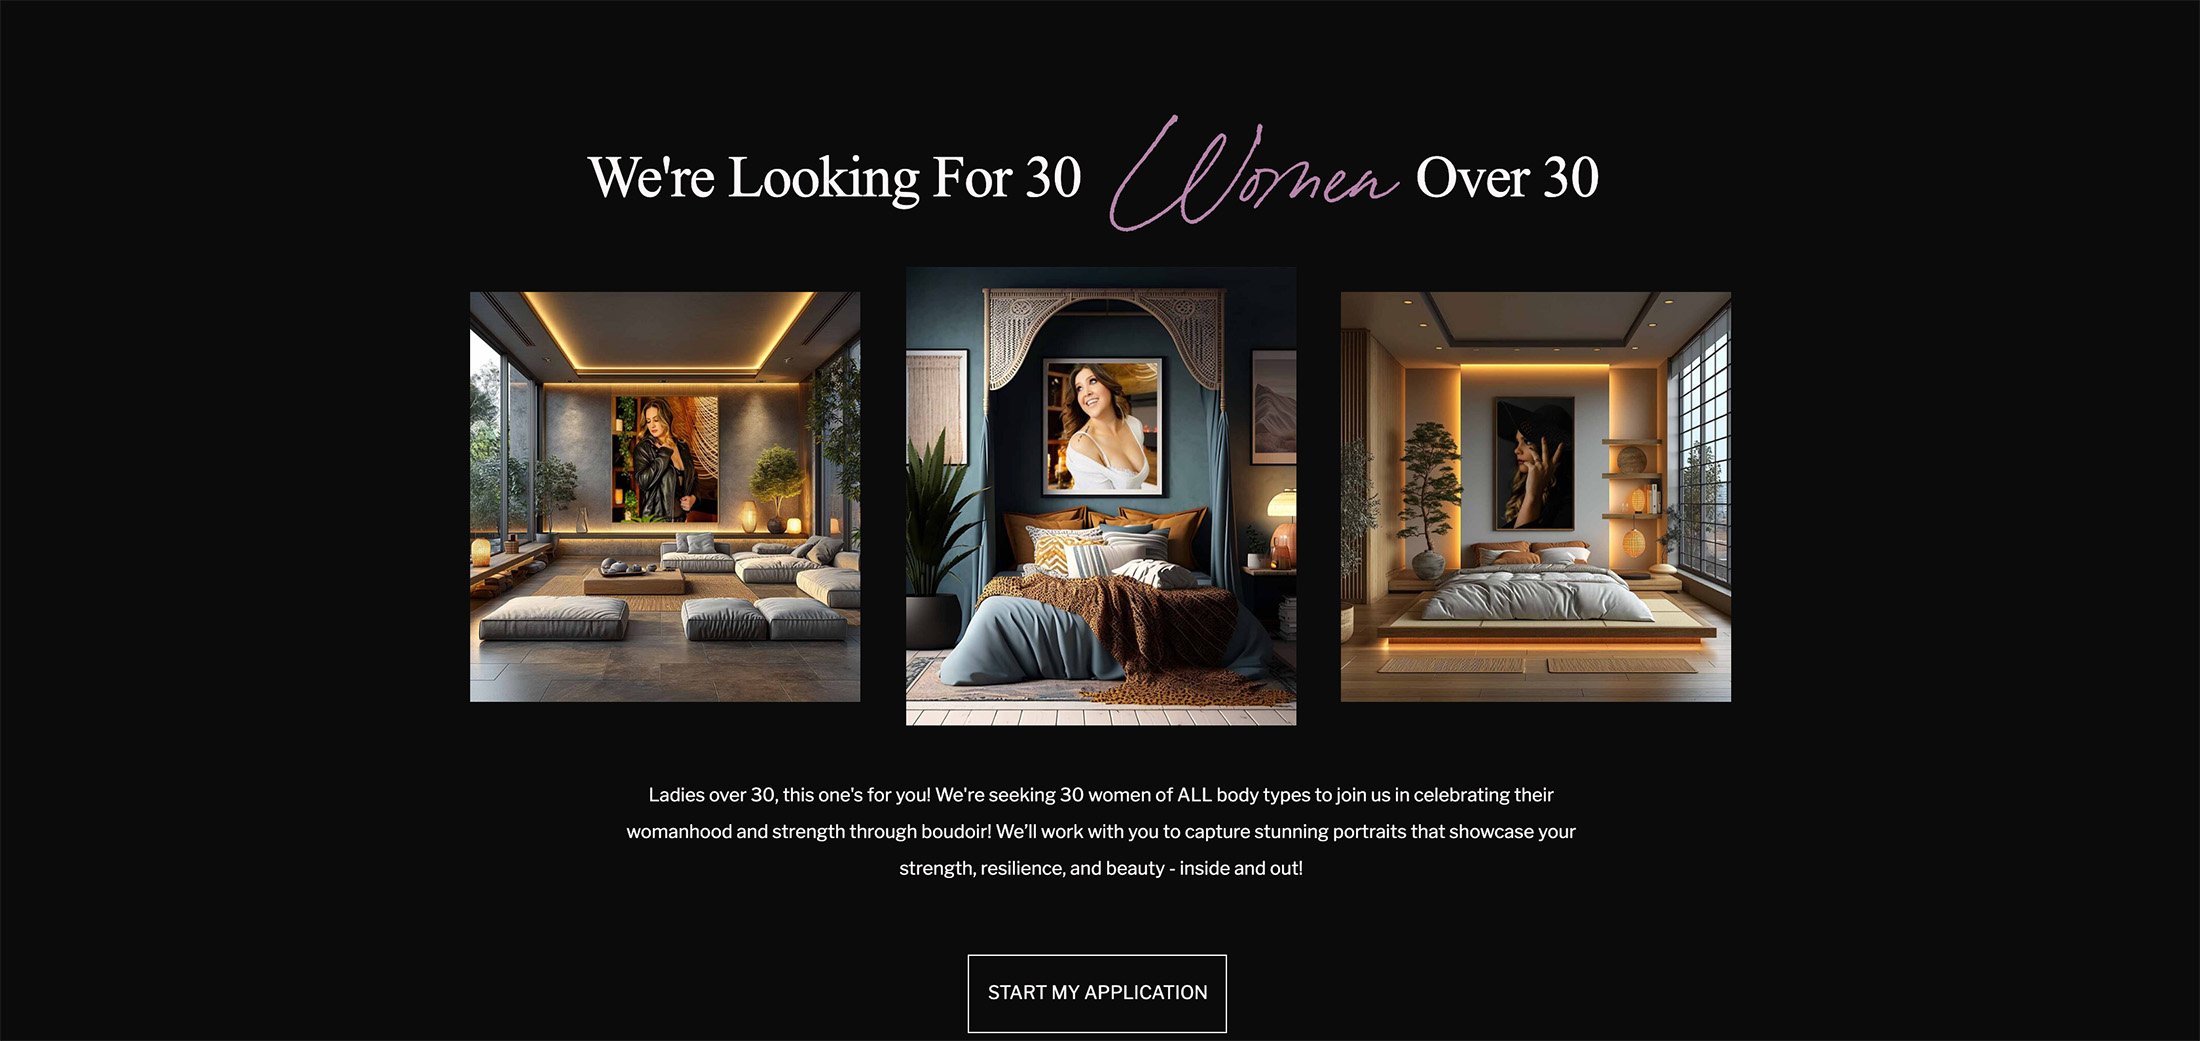 We're Looking For 30 Women Over 30
Ladies over 30, this one's for you! We're seeking 30 women of ALL body types to join us in celebrating their
womanhood and strength through boudoir! We’ll work with you to capture stunning portraits that showcase your
strength, resilience, and beauty - inside and out!
START MY APPLICATION